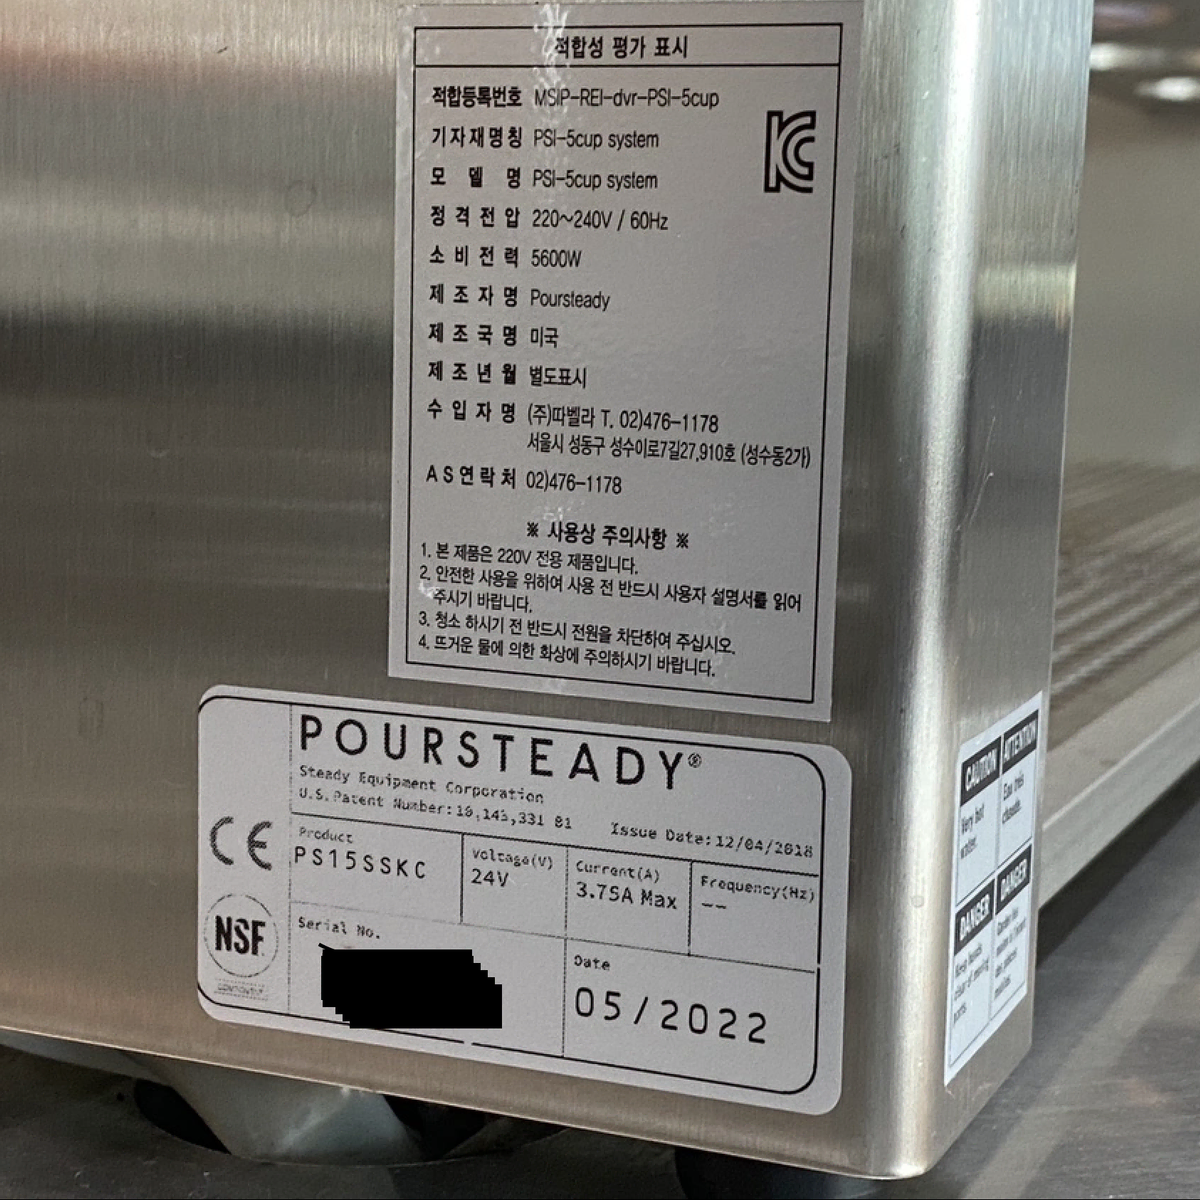 적합성 평가 표시
적합등록번호 MSIP-REI-dvr-PSI-5cup
기자재명칭 PSI-5cup system
모 델 명 PSI-5cup system
정 격 전 압 220~240V / 60Hz
소 비 전 력 5600W
제 조 자 명 Poursteady
제 조 국 명 미국
제 조 년 월 별도표시
수 입 자 명 (주)따벨라 T. 02)476-1178
서울시 성동구 성수이로7길27,910호 (성수동2가)
A S 연 락 처 02)476-1178
※ 사용상 주의사항 ※
1. 본 제품은 220V 전용 제품입니다.
2. 안전한 사용을 위하여 사용 전 반드시 사용자 설명서를 읽어
주시기 바랍니다.
3. 청소 하시기 전 반드시 전원을 차단하여 주십시오.
4. 뜨거운 물에 의한 화상에 주의하시기 바랍니다.
POURSTEADY®
Steady Equipment Corporation
U.S. Patent Number: Issue Date: 12/04/2018
CE
Product
PS15SSKC
Voltage(V)
24V
Current(A)
3.75A Max
Frequency(Hz)
--
NSF
Serial No.
Date
05/2022
CAUTION
Very hot
water.
ATTENTION
Eau très
chaude.
DANGER
Keep hands
clear of moving
parts.
DANGER